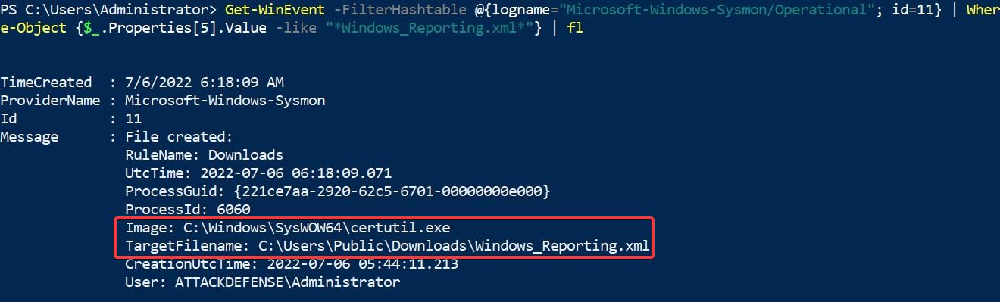 PS C:\Users\Administrator> Get-WinEvent -FilterHashtable @{logname="Microsoft-Windows-Sysmon/Operational"; id=11} | Wher
e-Object {$_.Properties[5].Value -like "*Windows_Reporting.xml*"} | fl
TimeCreated : 7/6/2022 6:18:09 AM
ProviderName : Microsoft-Windows-Sysmon
Id : 11
Message : File created:
RuleName: Downloads
UtcTime: 2022-07-06 06:18:09.071
ProcessGuid: {221ce7aa-2920-62c5-6701-00000000e000}
ProcessId: 6060
Image: C:\Windows\SysWOW64\certutil.exe
TargetFilename: C:\Users\Public\Downloads\Windows_Reporting.xml
CreationUtcTime: 2022-07-06 05:44:11.213
User: ATTACKDEFENSE\Administrator